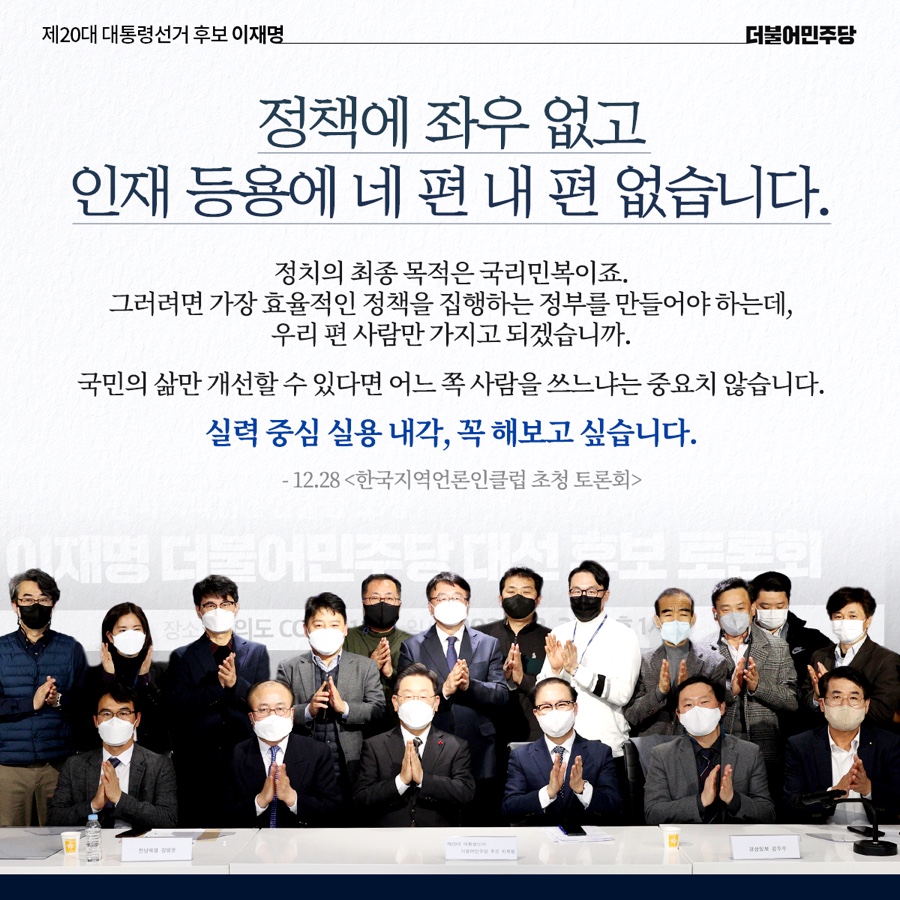 제20대 대통령선거 후보 이재명
더불어민주당
정책에 좌우 없고
인재 등용에 네 편 내 편 없습니다.
정치의 최종 목적은 국리민복이죠.
그러려면 가장 효율적인 정책을 집행하는 정부를 만들어야 하는데,
우리 편 사람만 가지고 되겠습니까.
국민의 삶만 개선할 수 있다면 어느 쪽 사람을 쓰느냐는 중요치 않습니다.
실력 중심 실용 내각, 꼭 해보고 싶습니다.
- 12.28 <한국지역언론인클럽 초청 토론회>
이재명 더불어민주당 대선 후보 토론회
장소